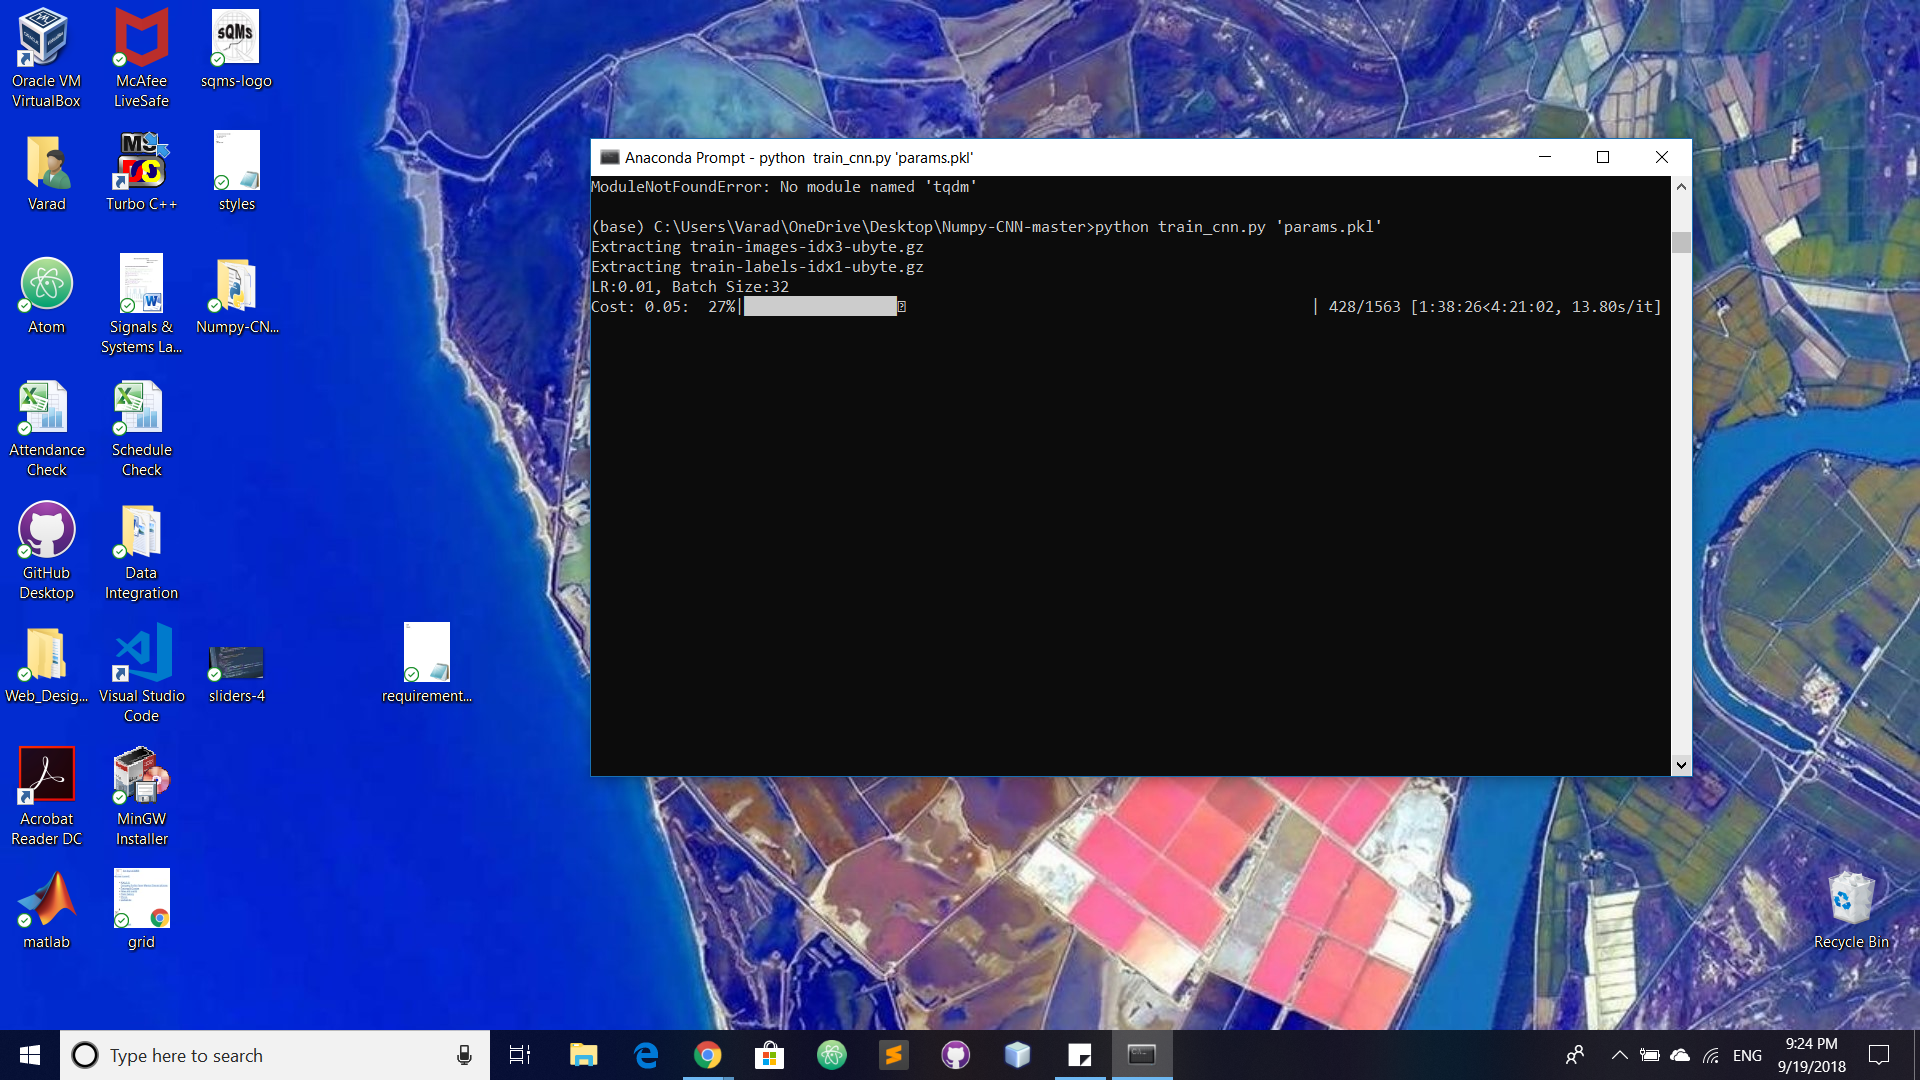 Oracle VM
VirtualBox
McAfee
LiveSafe
sQMs
sqms-logo
Varad
MS
Turbo C++
styles
Atom
Signals &
Systems La...
Numpy-CN...
Attendance
Check
Schedule
Check
GitHub
Desktop
Data
Integration
Web_Desig...
Visual Studio
Code
sliders-4
requirement...
Acrobat
Reader DC
MinGW
Installer
matlab
grid
Anaconda Prompt - python  train_cnn.py 'params.pkl'
ModuleNotFoundError: No module named 'tqdm'
(base) C:\Users\Varad\OneDrive\Desktop\Numpy-CNN-master>python train_cnn.py 'params.pkl'
Extracting train-images-idx3-ubyte.gz
Extracting train-labels-idx1-ubyte.gz
LR:0.01, Batch Size:32
Cost: 0.05:  27%| | 428/1563 [1:38:26<4:21:02, 13.80s/it]
Recycle Bin
Type here to search
ENG
9:24 PM
9/19/2018